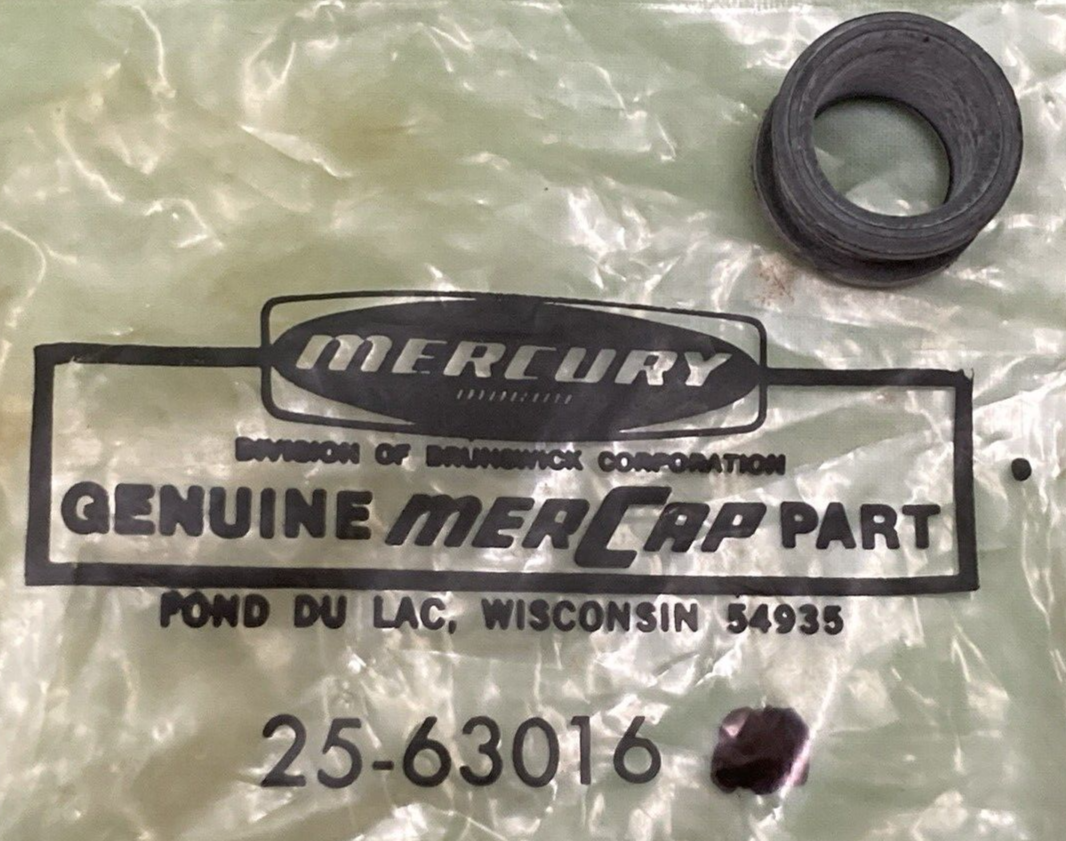 MERCURY
DIVISION OF BRUNSWICK CORPORATION
GENUINE MERCAP PART
FOND DU LAC, WISCONSIN 54935
25-63016